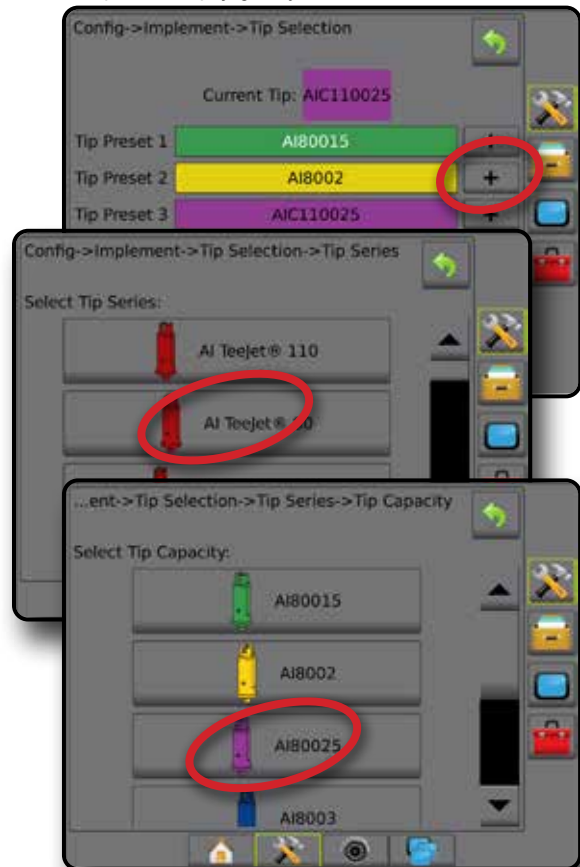 Config->Implement->Tip Selection
Current Tip: AIC110025
Tip Preset 1 AI80015 +
Tip Preset 2 AI8002 +
Tip Preset 3 AIC110025 +
Config->Implement->Tip Selection->Tip Series
Select Tip Series:
AI TeeJet® 110
AI TeeJet® 80
...ent->Tip Selection->Tip Series->Tip Capacity
Select Tip Capacity:
AI80015
AI8002
AI80025
AI8003